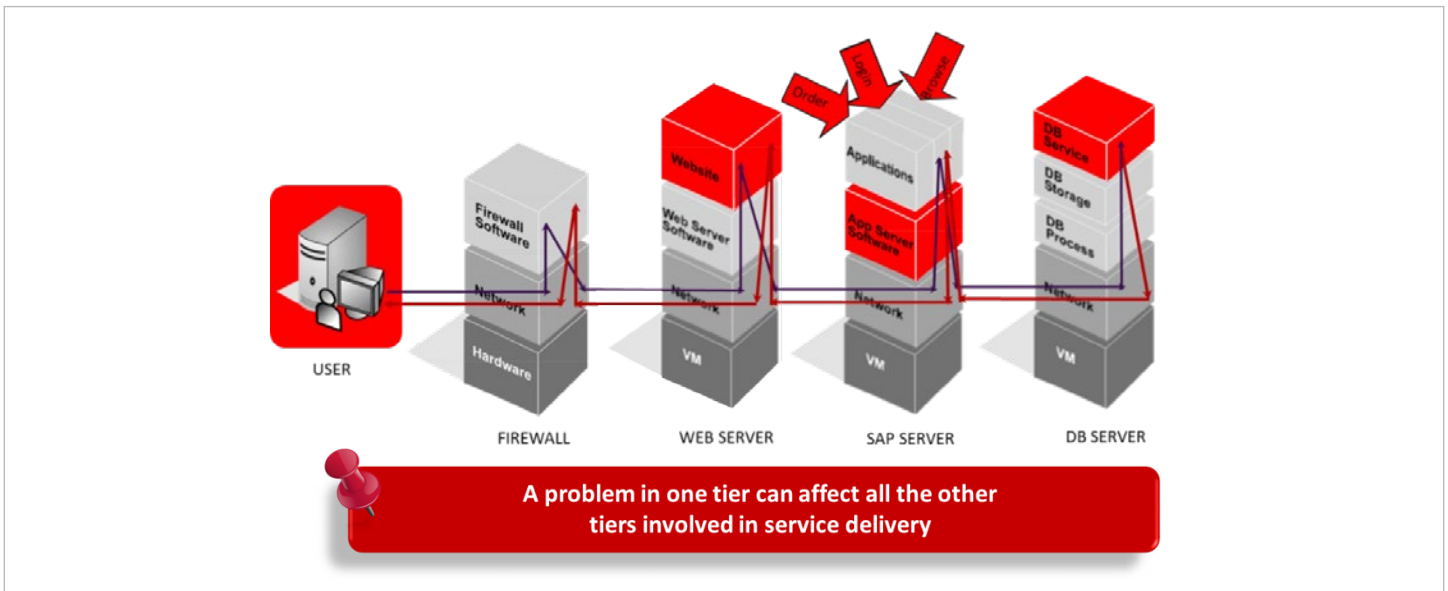 Order
Login
Browse
Firewall
Software
Network
Hardware
Website
Web Server
Software
Network
VM
Applications
App Server
Software
Network
VM
DB
Service
DB
Storage
DB
Process
Network
VM
USER
FIREWALL
WEB SERVER
SAP SERVER
DB SERVER
A problem in one tier can affect all the other
tiers involved in service delivery